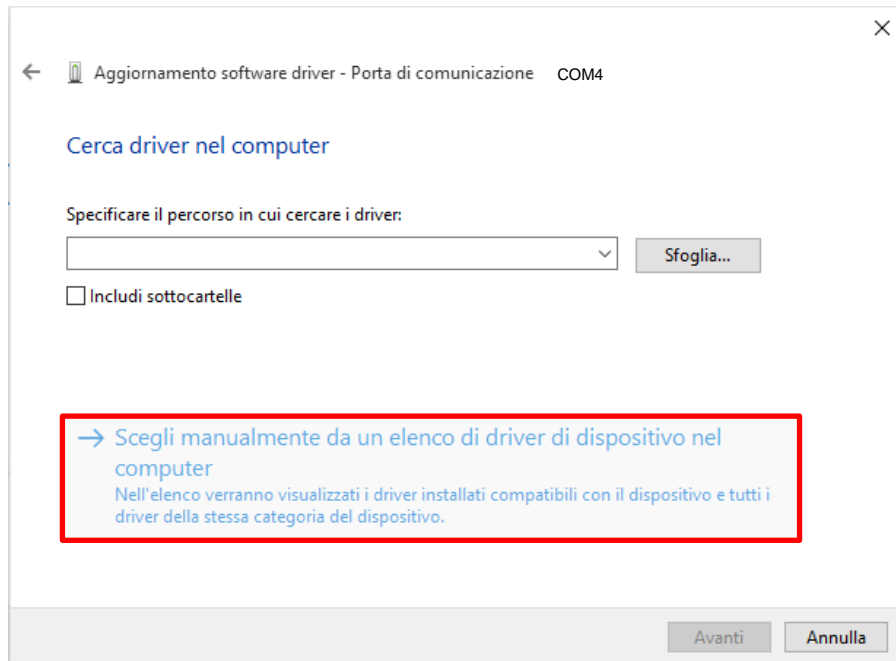 Aggiornamento software driver - Porta di comunicazione COM4
Cerca driver nel computer
Specificare il percorso in cui cercare i driver:
Sfoglia...
Includi sottocartelle
Scegli manualmente da un elenco di driver di dispositivo nel
computer
Nell'elenco verranno visualizzati i driver installati compatibili con il dispositivo e tutti i
driver della stessa categoria del dispositivo.
Avanti Annulla